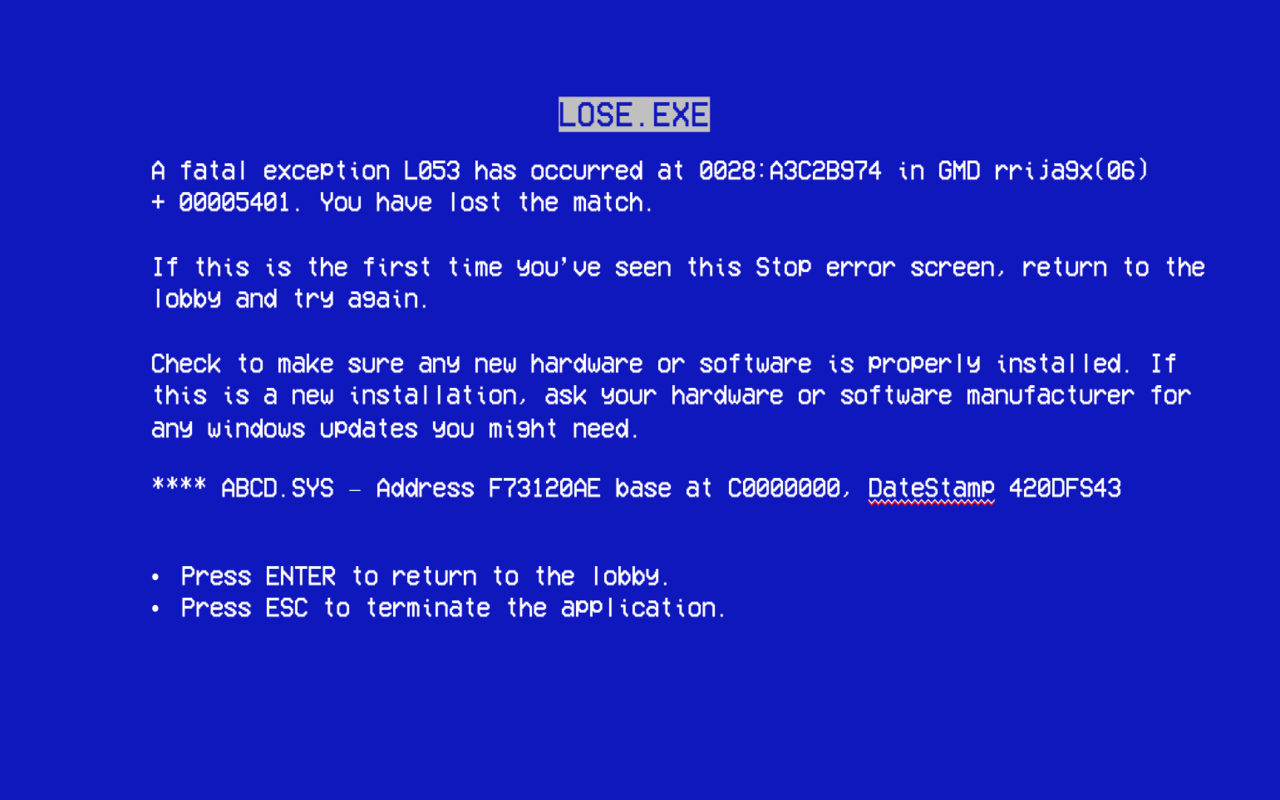 LOSE.EXE
A fatal exception L053 has occurred at 0028:A3C2B974 in GMD rrija9x(06)
+ 00005401. You have lost the match.
If this is the first time you've seen this Stop error screen, return to the
lobby and try again.
Check to make sure any new hardware or software is properly installed. If
this is a new installation, ask your hardware or software manufacturer for
any windows updates you might need.
**** ABCD.SYS – Address F73120AE base at C0000000, DateStamp 420DFS43
• Press ENTER to return to the lobby.
• Press ESC to terminate the application.